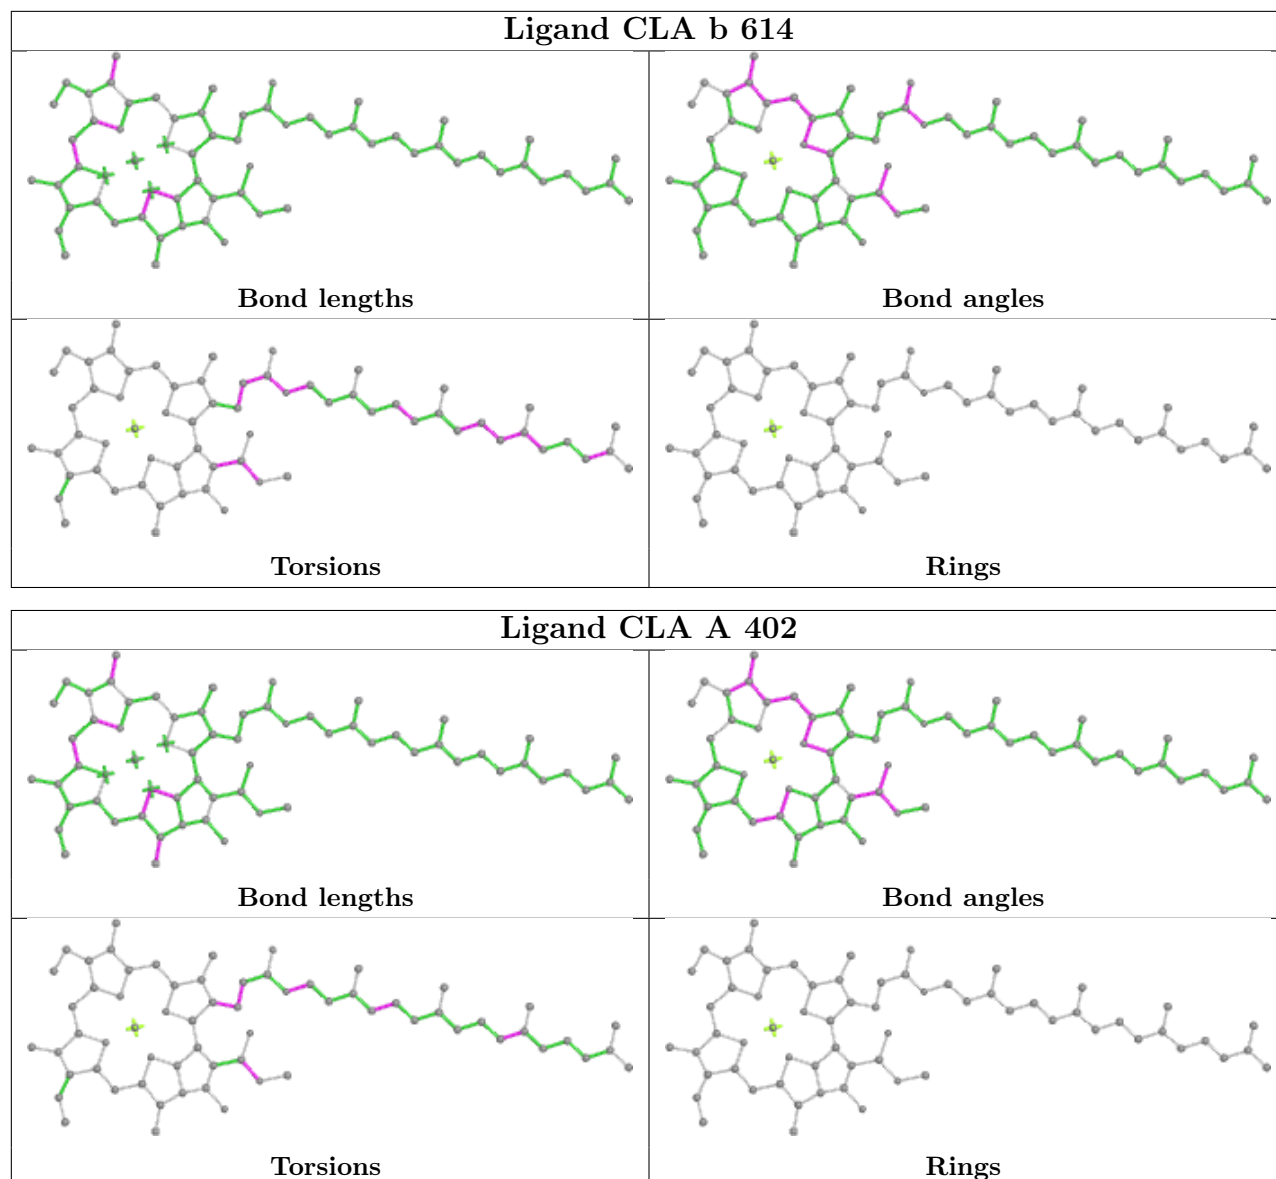 Ligand CLA b 614
Bond lengths
Bond angles
Torsions
Rings
Ligand CLA A 402
Bond lengths
Bond angles
Torsions
Rings